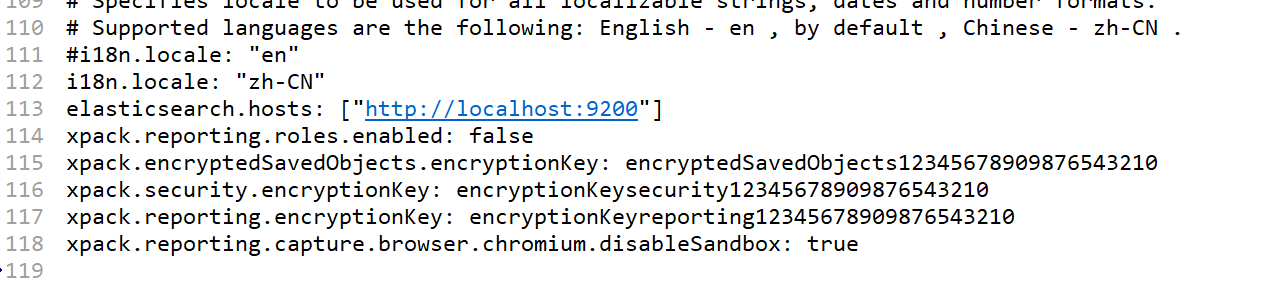 109 # Specifies locale to be used for all localizable strings, dates and number formats.
110 # Supported languages are the following: English - en , by default , Chinese - zh-CN .
111 #i18n.locale: "en"
112 i18n.locale: "zh-CN"
113 elasticsearch.hosts: ["http://localhost:9200"]
114 xpack.reporting.roles.enabled: false
115 xpack.encryptedSavedObjects.encryptionKey: encryptedSavedObjects12345678909876543210
116 xpack.security.encryptionKey: encryptionKeysecurity12345678909876543210
117 xpack.reporting.encryptionKey: encryptionKeyreporting12345678909876543210
118 xpack.reporting.capture.browser.chromium.disableSandbox: true
119